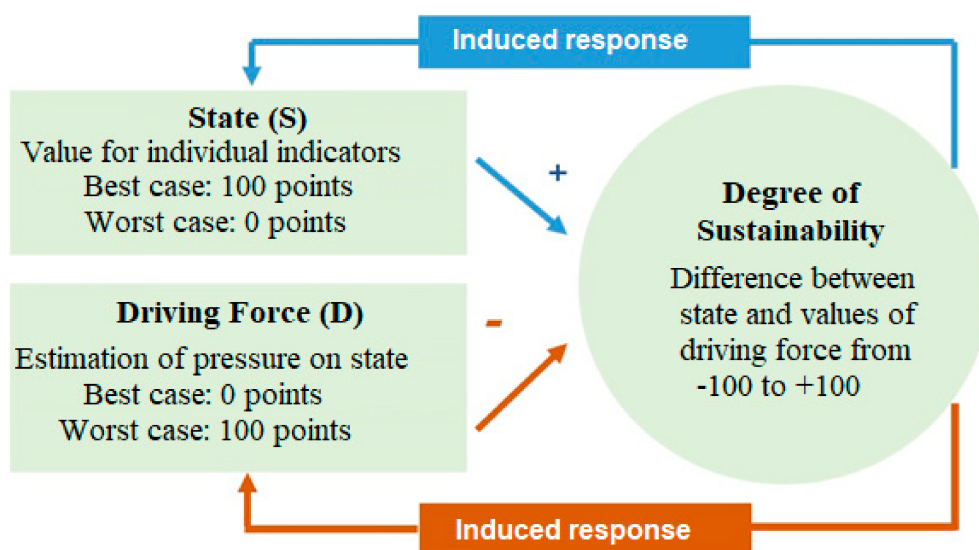 Induced response
State (S)
Value for individual indicators
Best case: 100 points
Worst case: 0 points
+
Driving Force (D)
Estimation of pressure on state
Best case: 0 points
Worst case: 100 points
-
Degree of
Sustainability
Difference between
state and values of
driving force from
-100 to +100
Induced response